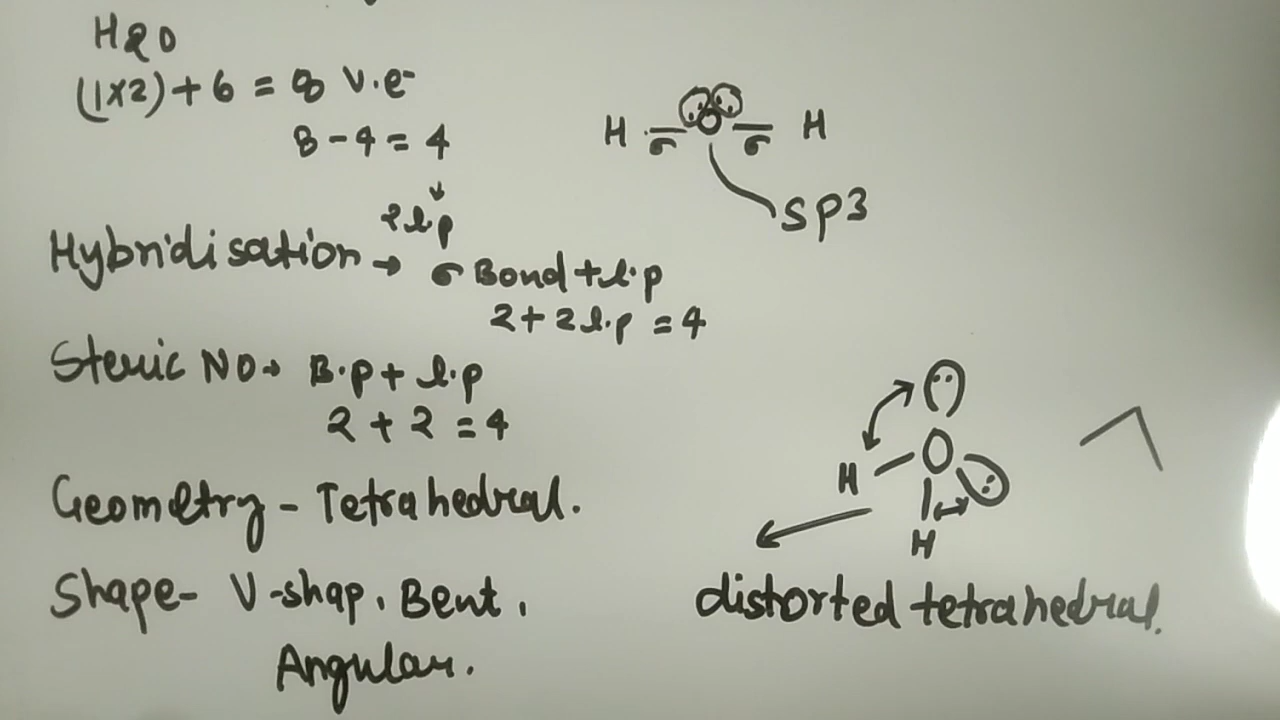 H2O
(1×2)+6 = 8 v.e-
8-4=4
2l.p
H - O - H
σ σ
SP3
Hybridisation → σ Bond + l.p
2+2l.p = 4
Steric NO→ B.p + l.p
2 + 2 = 4
Geometry - Tetrahedral.
Shape- V-shap, Bent,
Angular.
O
H
H
distorted tetrahedral.